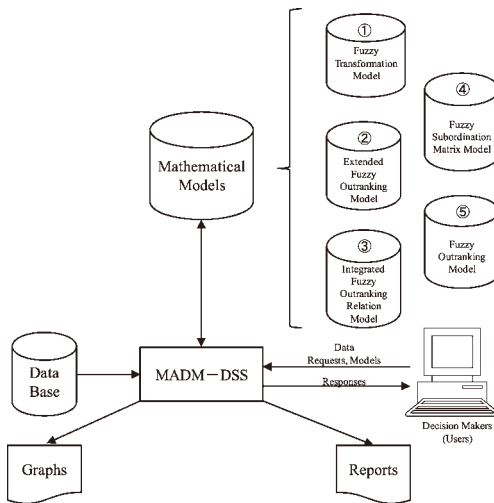 ①
Fuzzy
Transformation
Model
④
Fuzzy
Subordination
Matrix Model
②
Extended
Fuzzy
Outranking
Model
⑤
Fuzzy
Outranking
Model
③
Integrated
Fuzzy
Outranking
Relation
Model
Mathematical
Models
Data
Base
MADM－DSS
Data
Requests, Models
Responses
Decision Makers
(Users)
Graphs
Reports